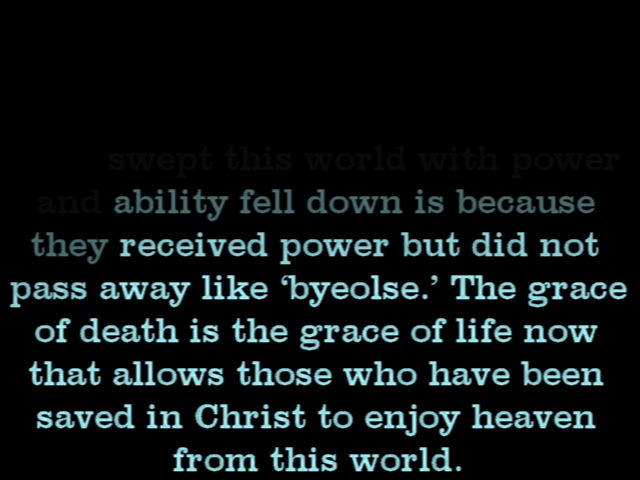 swept this world with power
and ability fell down is because
they received power but did not
pass away like ‘byeolse.’ The grace
of death is the grace of life now
that allows those who have been
saved in Christ to enjoy heaven
from this world.